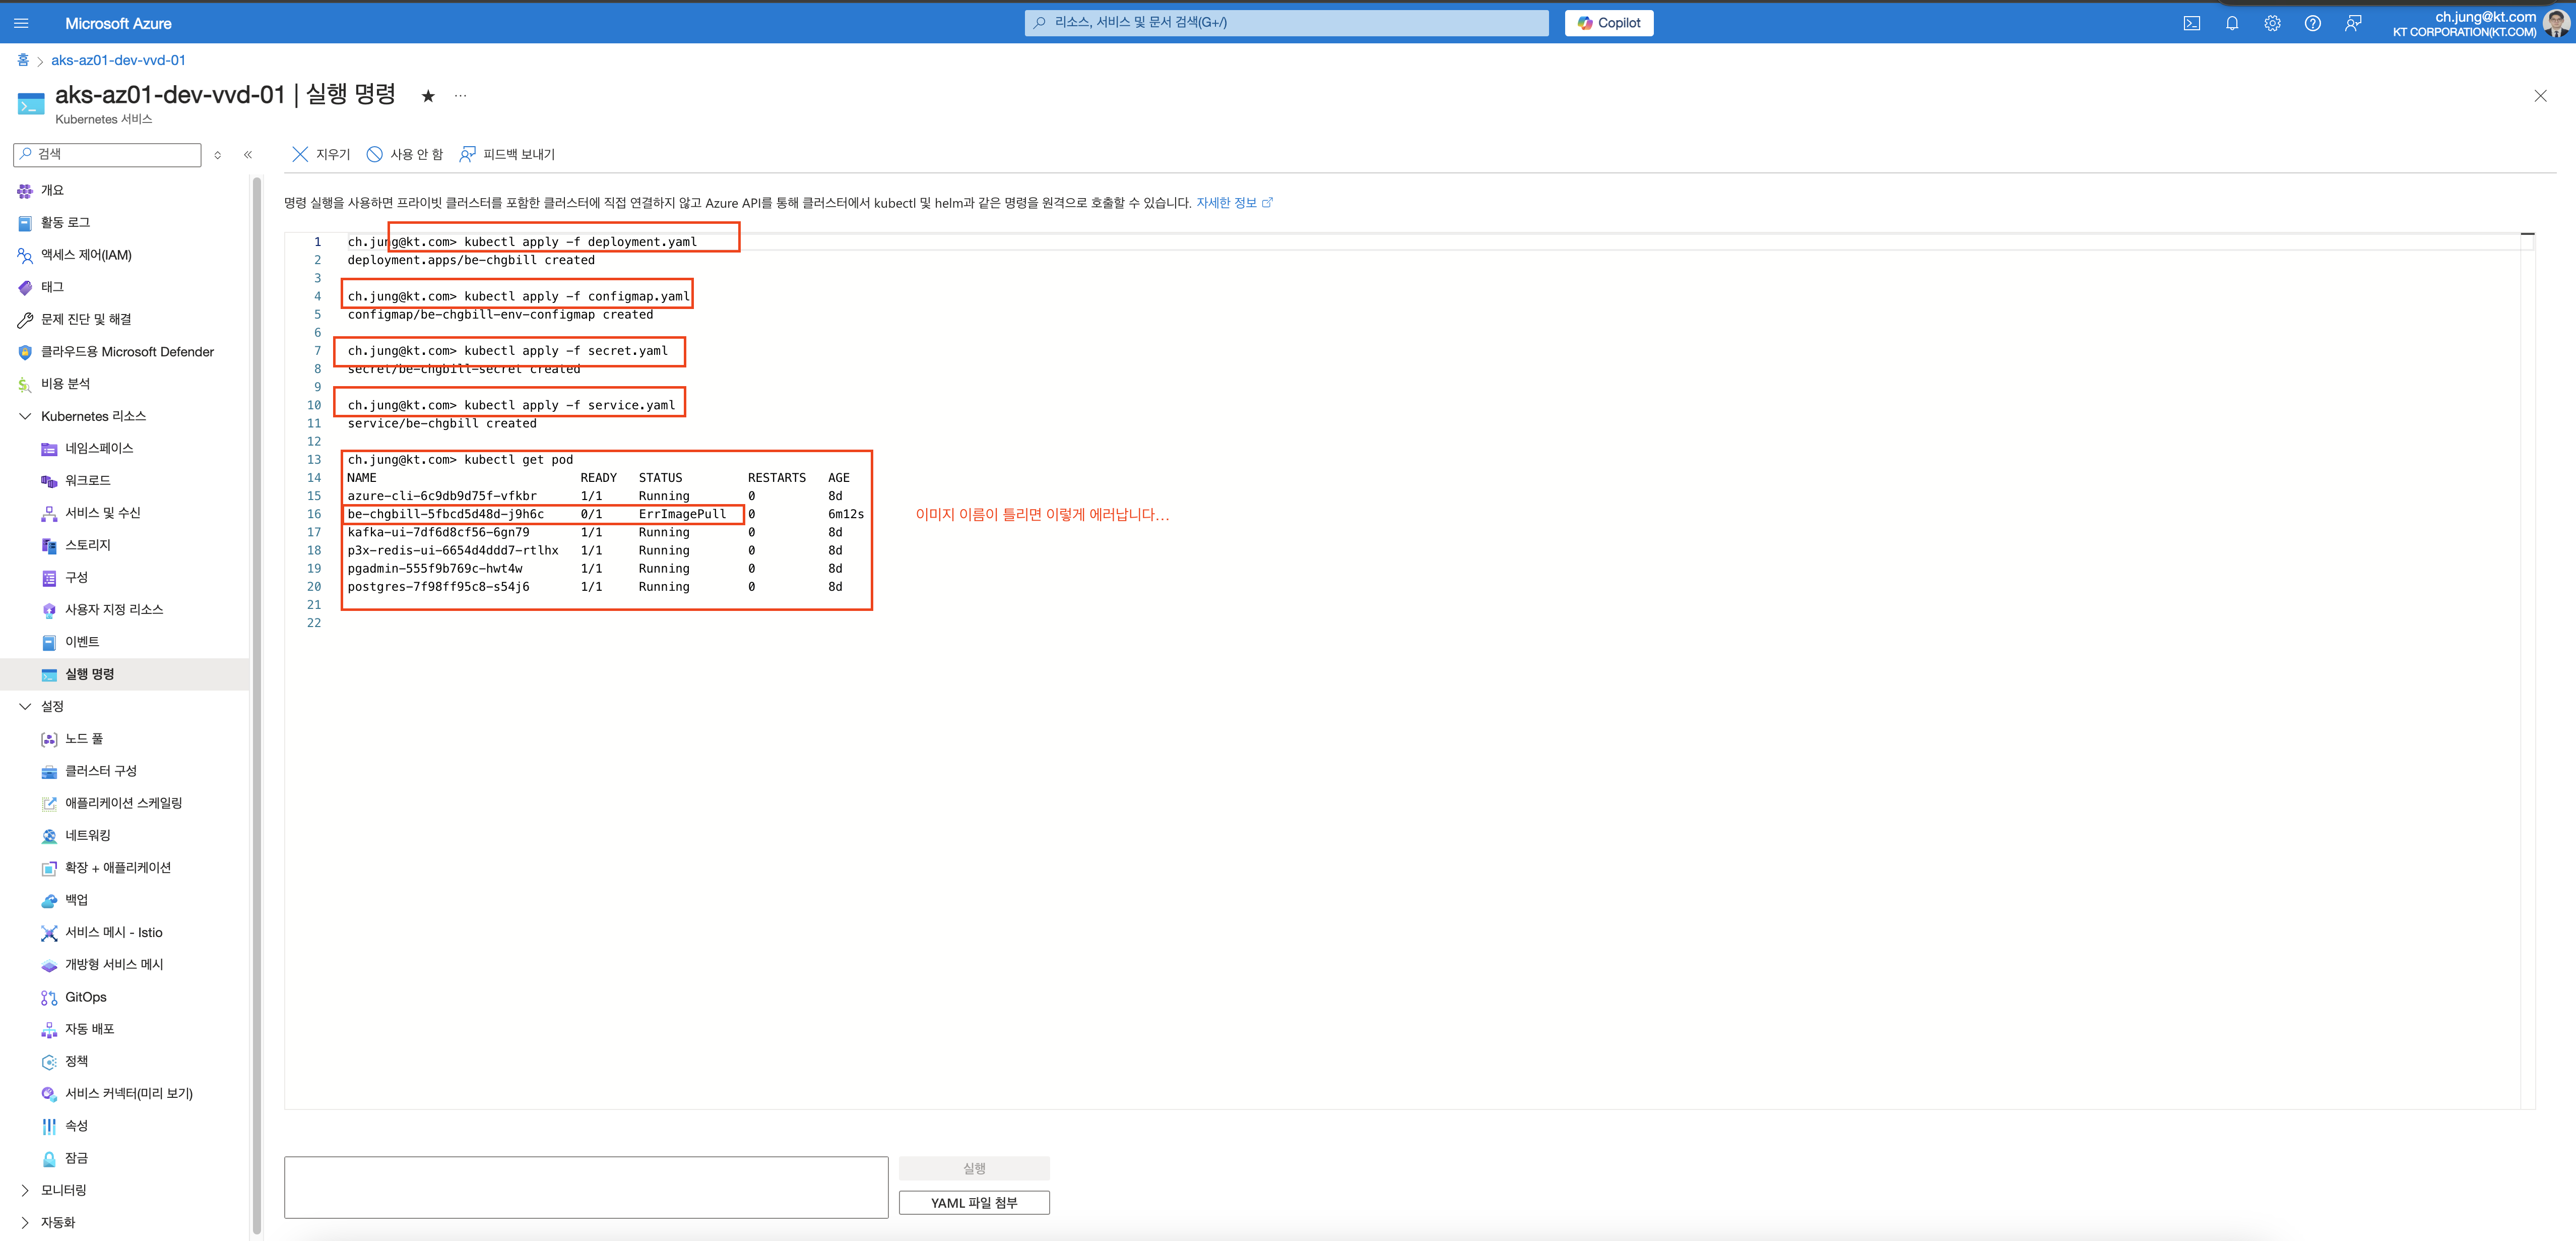 Microsoft Azure
리소스, 서비스 및 문서 검색(G+/)
Copilot
ch.jung@kt.com
KT CORPORATION(KT.COM)
홈 > aks-az01-dev-vvd-01
aks-az01-dev-vvd-01 | 실행 명령 ★ ...
Kubernetes 서비스
검색
지우기
사용 안 함
피드백 보내기
개요
활동 로그
액세스 제어(IAM)
태그
문제 진단 및 해결
클라우드용 Microsoft Defender
비용 분석
Kubernetes 리소스
네임스페이스
워크로드
서비스 및 수신
스토리지
구성
사용자 지정 리소스
이벤트
실행 명령
설정
노드 풀
클러스터 구성
애플리케이션 스케일링
네트워킹
확장 + 애플리케이션
백업
서비스 메시 - Istio
개방형 서비스 메시
GitOps
자동 배포
정책
서비스 커넥터(미리 보기)
속성
잠금
모니터링
자동화
명령 실행을 사용하면 프라이빗 클러스터를 포함한 클러스터에 직접 연결하지 않고 Azure API를 통해 클러스터에서 kubectl 및 helm과 같은 명령을 원격으로 호출할 수 있습니다. 자세한 정보
1 ch.jung@kt.com> kubectl apply -f deployment.yaml
2 deployment.apps/be-chgbill created
3
4 ch.jung@kt.com> kubectl apply -f configmap.yaml
5 configmap/be-chgbill-env-configmap created
6
7 ch.jung@kt.com> kubectl apply -f secret.yaml
8 secret/be-chgbill-secret created
9
10 ch.jung@kt.com> kubectl apply -f service.yaml
11 service/be-chgbill created
12
13 ch.jung@kt.com> kubectl get pod
14 NAME READY STATUS RESTARTS AGE
15 azure-cli-6c9db9d75f-vfkbr 1/1 Running 0 8d
16 be-chgbill-5fbcd5d48d-j9h6c 0/1 ErrImagePull 0 6m12s
이미지 이름이 틀리면 이렇게 에러납니다...
17 kafka-ui-7df6d8cf56-6gn79 1/1 Running 0 8d
18 p3x-redis-ui-6654d4ddd7-rtlhx 1/1 Running 0 8d
19 pgadmin-555f9b769c-hwt4w 1/1 Running 0 8d
20 postgres-7f98ff95c8-s54j6 1/1 Running 0 8d
21
22
실행
YAML 파일 첨부